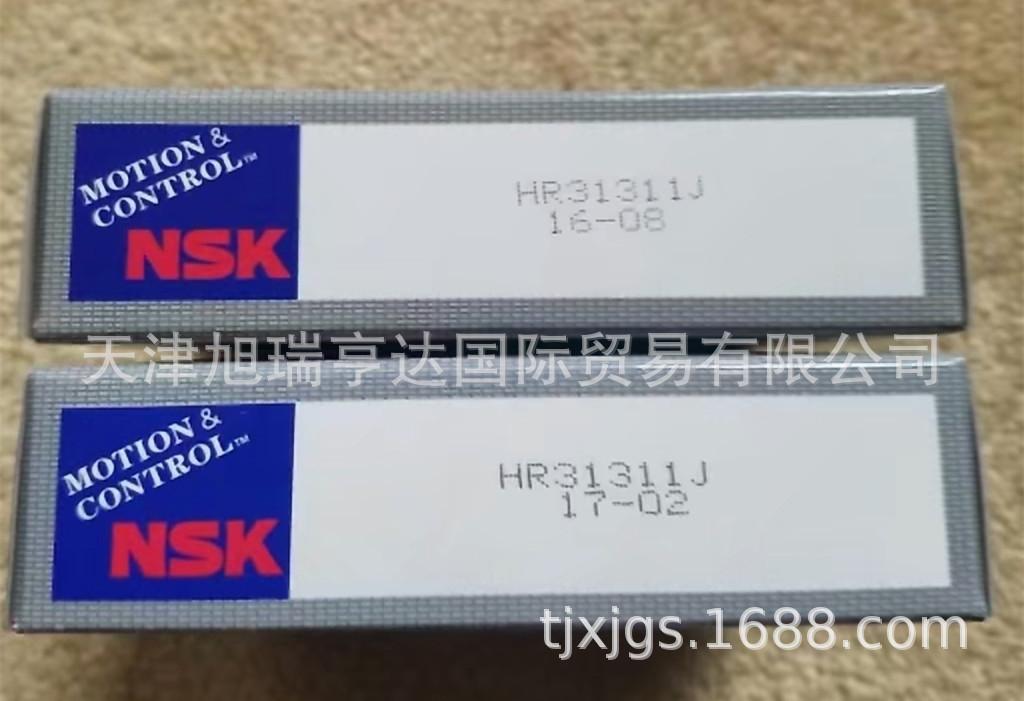 MOTION &
CONTROL™
NSK
HR31311J
16-08
天津旭瑞亨达国际贸易有限公司
MOTION &
CONTROL™
NSK
HR31311J
17-02
tjxjgs.1688.com